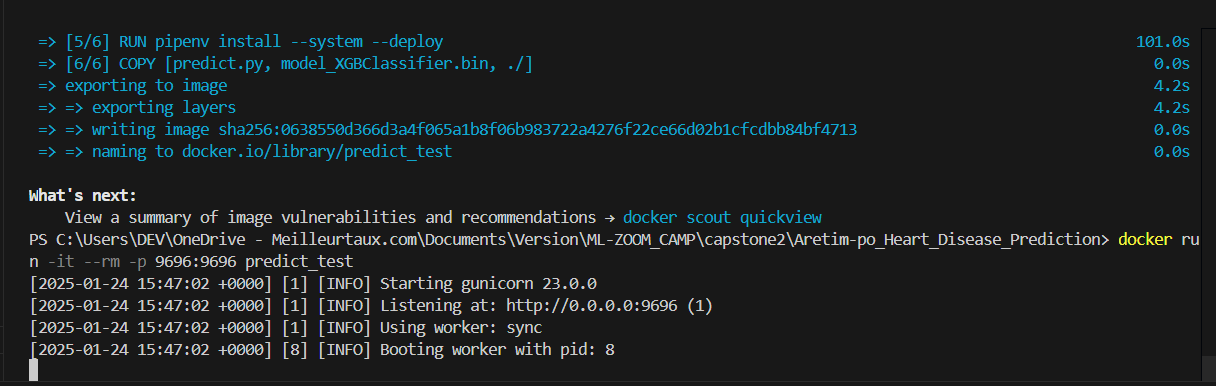 => [5/6] RUN pipenv install --system --deploy 101.0s
=> [6/6] COPY [predict.py, model_XGBClassifier.bin, ./] 0.0s
=> exporting to image 4.2s
=> => exporting layers 4.2s
=> => writing image sha256:0638550d366d3a4f065a1b8f06b983722a4276f22ce66d02b1cfcdbb84bf4713 0.0s
=> => naming to docker.io/library/predict_test 0.0s
What's next:
View a summary of image vulnerabilities and recommendations → docker scout quickview
PS C:\Users\DEV\OneDrive - Meilleurtaux.com\Documents\Version\ML-ZOOM_CAMP\capstone2\Aretim-po_Heart_Disease_Prediction> docker ru
n -it --rm -p 9696:9696 predict_test
[2025-01-24 15:47:02 +0000] [1] [INFO] Starting gunicorn 23.0.0
[2025-01-24 15:47:02 +0000] [1] [INFO] Listening at: http://0.0.0.0:9696 (1)
[2025-01-24 15:47:02 +0000] [1] [INFO] Using worker: sync
[2025-01-24 15:47:02 +0000] [8] [INFO] Booting worker with pid: 8